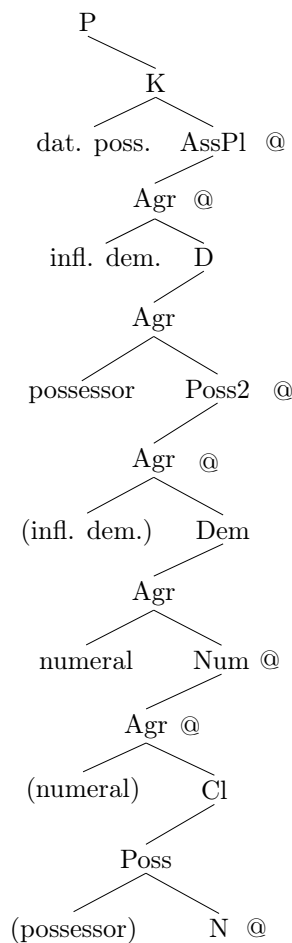 P
K
dat. poss. AssPl @
Agr @
infl. dem. D
Agr
possessor Poss2 @
Agr @
(infl. dem.) Dem
Agr
numeral Num @
Agr @
(numeral) Cl
Poss
(possessor) N @